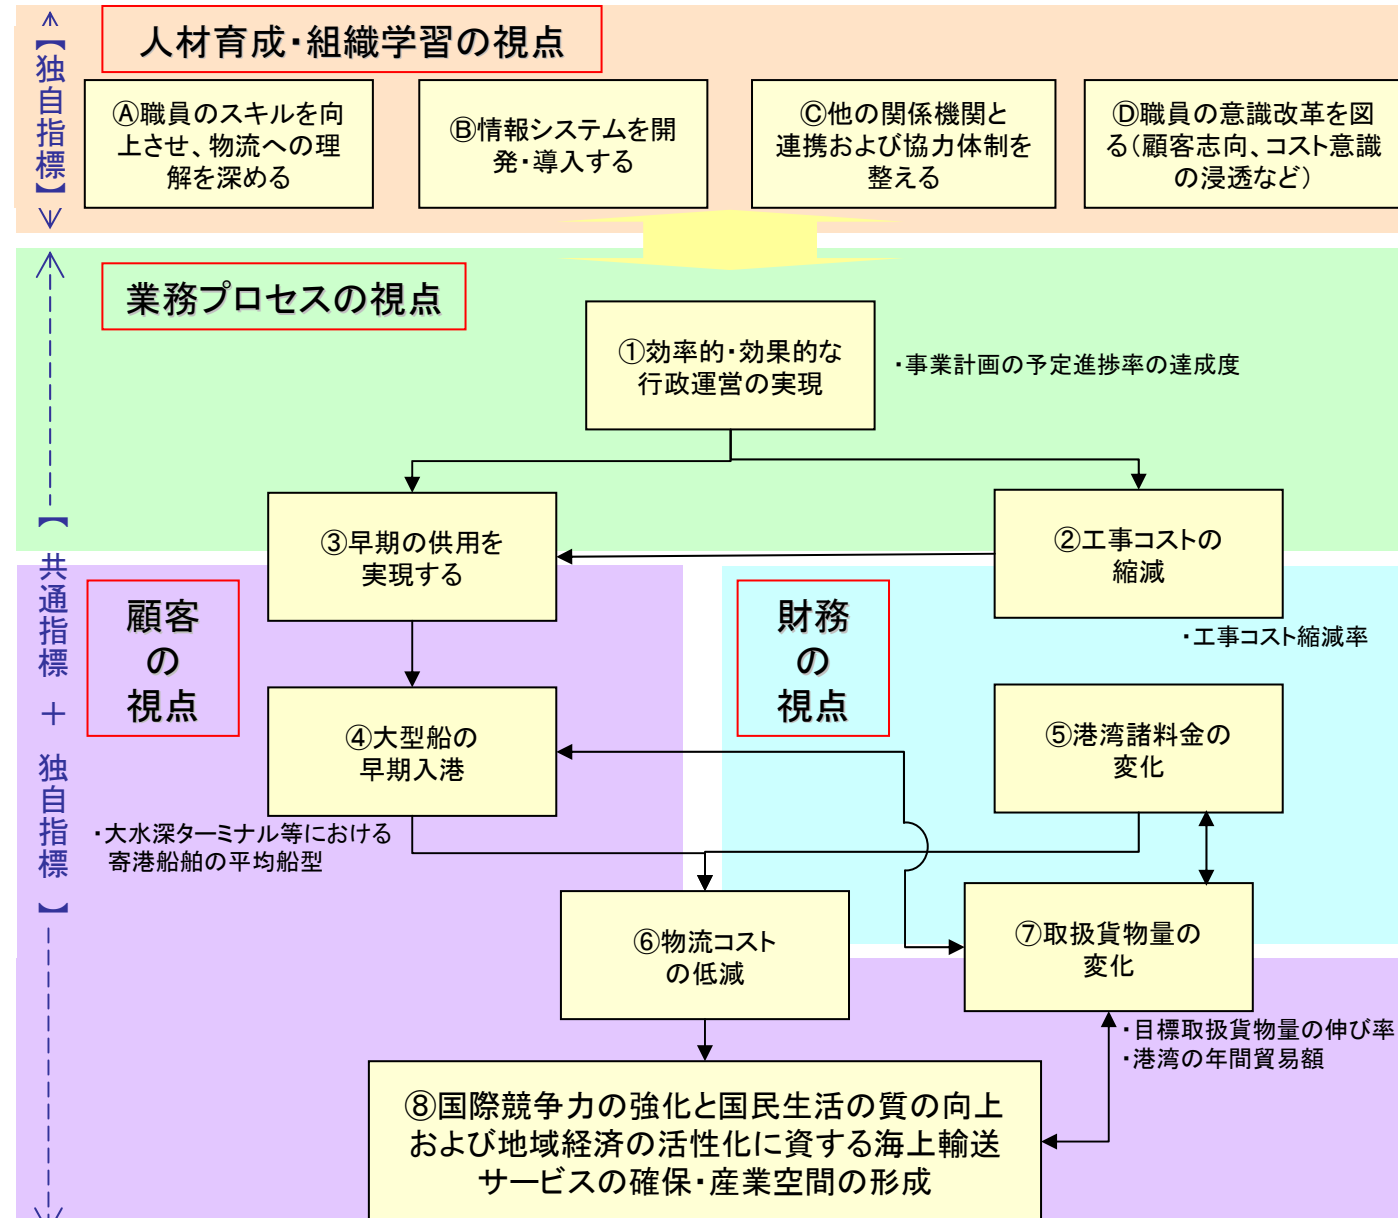 【独自指標】
人材育成・組織学習の視点
Ⓐ職員のスキルを向
上させ、物流への理
解を深める
Ⓑ情報システムを開
発・導入する
Ⓒ他の関係機関と
連携および協力体制を
整える
Ⓓ職員の意識改革を図
る(顧客志向、コスト意識
の浸透など)
【共通指標 + 独自指標】
業務プロセスの視点
①効率的・効果的な
行政運営の実現
・事業計画の予定進捗率の達成度
③早期の供用を
実現する
②工事コストの
縮減
・工事コスト縮減率
顧客
の
視点
財務
の
視点
④大型船の
早期入港
・大水深ターミナル等における
寄港船舶の平均船型
⑤港湾諸料金の
変化
⑥物流コスト
の低減
⑦取扱貨物量の
変化
・目標取扱貨物量の伸び率
・港湾の年間貿易額
⑧国際競争力の強化と国民生活の質の向上
および地域経済の活性化に資する海上輸送
サービスの確保・産業空間の形成